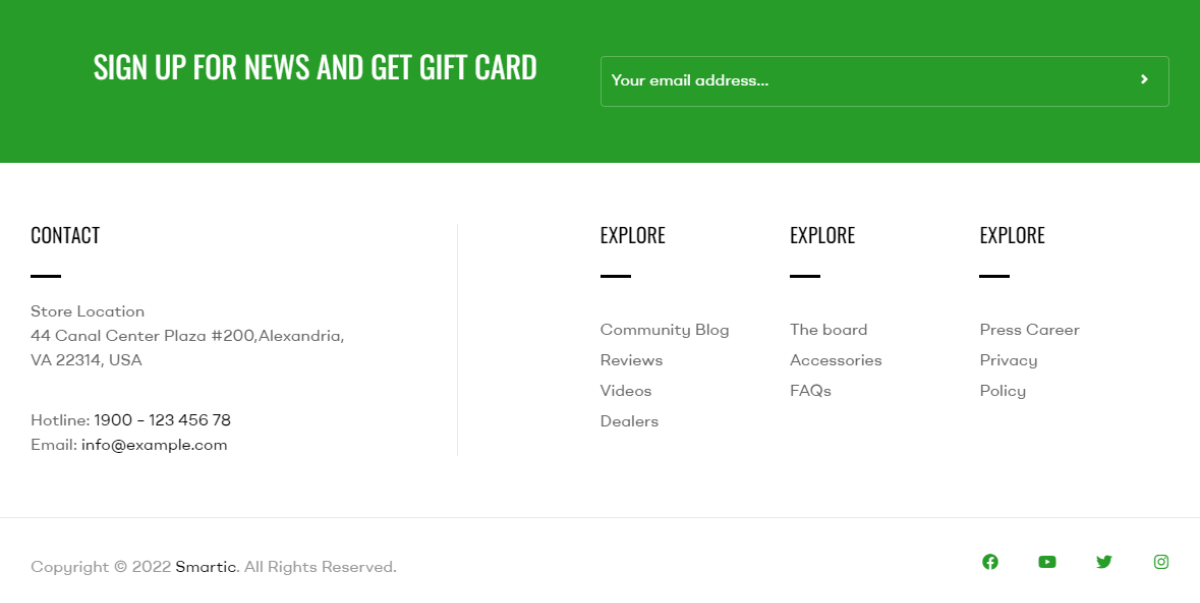 SIGN UP FOR NEWS AND GET GIFT CARD
Your email address...
CONTACT
Store Location
44 Canal Center Plaza #200,Alexandria,
VA 22314, USA
Hotline: 1900 - 123 456 78
Email: info@example.com
EXPLORE
Community Blog
Reviews
Videos
Dealers
EXPLORE
The board
Accessories
FAQs
EXPLORE
Press Career
Privacy
Policy
Copyright © 2022 Smartic. All Rights Reserved.